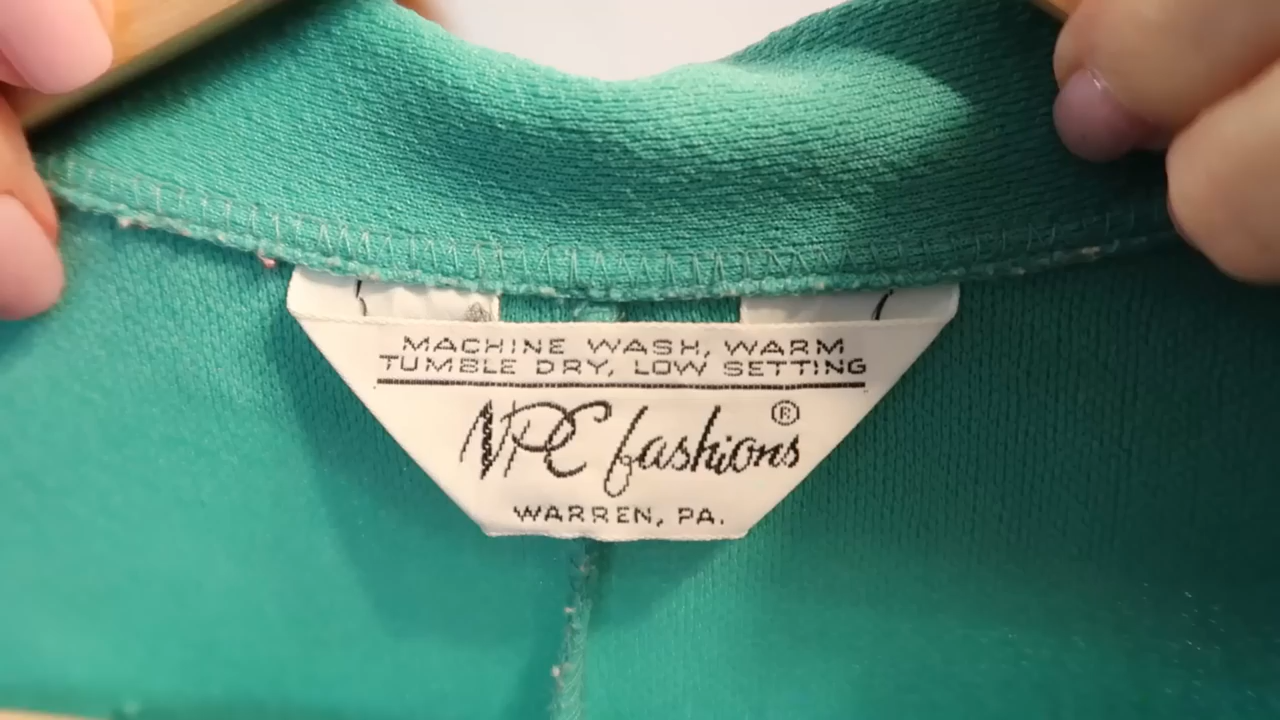 MACHINE WASH, WARM
TUMBLE DRY, LOW SETTING
NPC fashions ®
WARREN, PA.